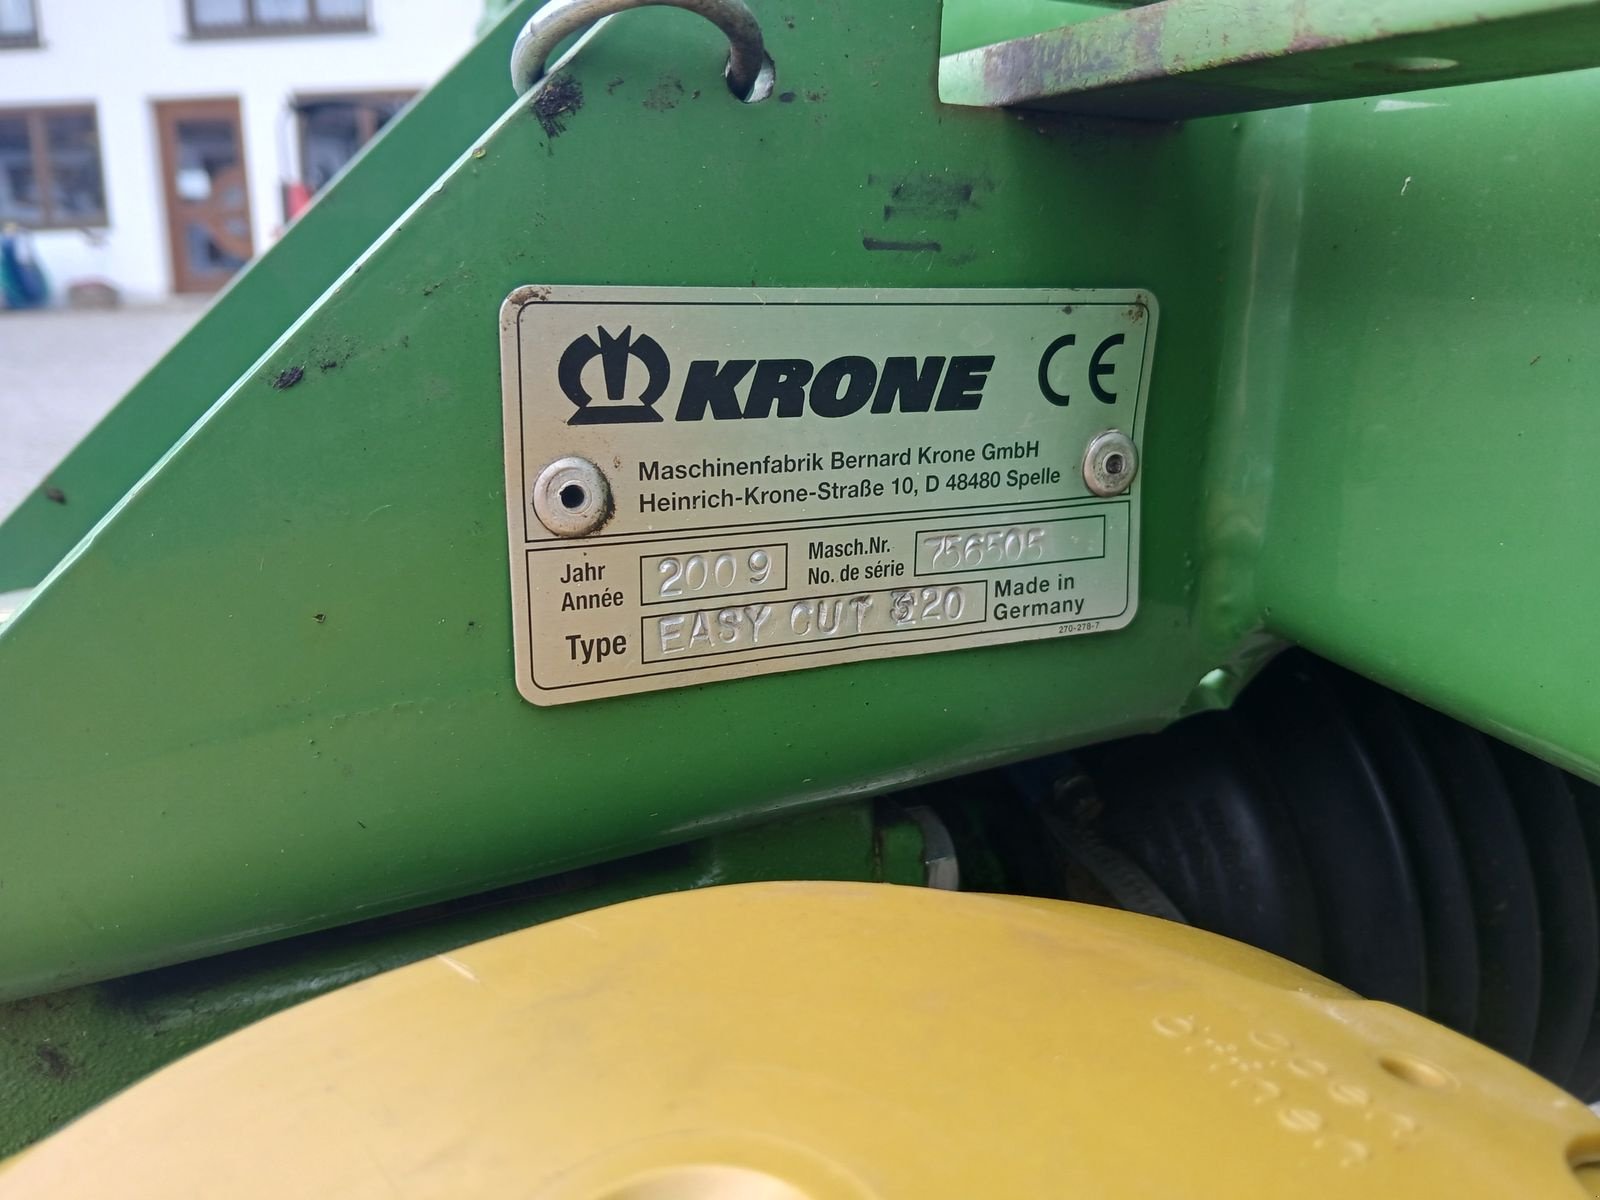 KRONE CE
Maschinenfabrik Bernard Krone GmbH
Heinrich-Krone-Straße 10, D 48480 Spelle
Jahr
Année
2009
Masch.Nr.
No. de série
756505
Type
EASY CUT 320
Made in
Germany
270-278-7